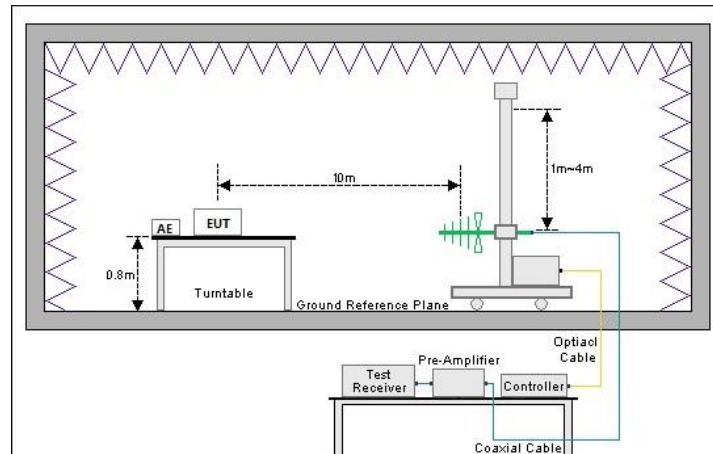 10m
1m~4m
AE
EUT
0.8m
Turntable
Ground Reference Plane
Optiacl
Cable
Pre-Amplifier
Test
Receiver
Controller
Coaxial Cable